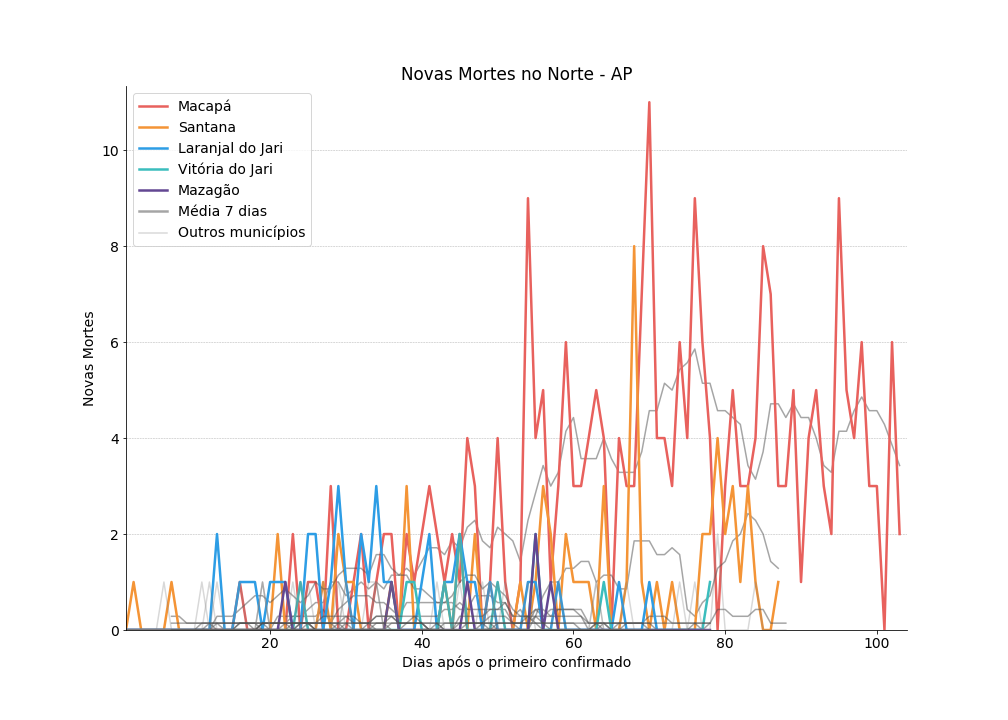 Novas Mortes no Norte - AP
Macapá
Santana
Laranjal do Jari
Vitória do Jari
Mazagão
Média 7 dias
Outros municípios
Novas Mortes
10
8
6
4
2
0
20
40
60
80
100
Dias após o primeiro confirmado